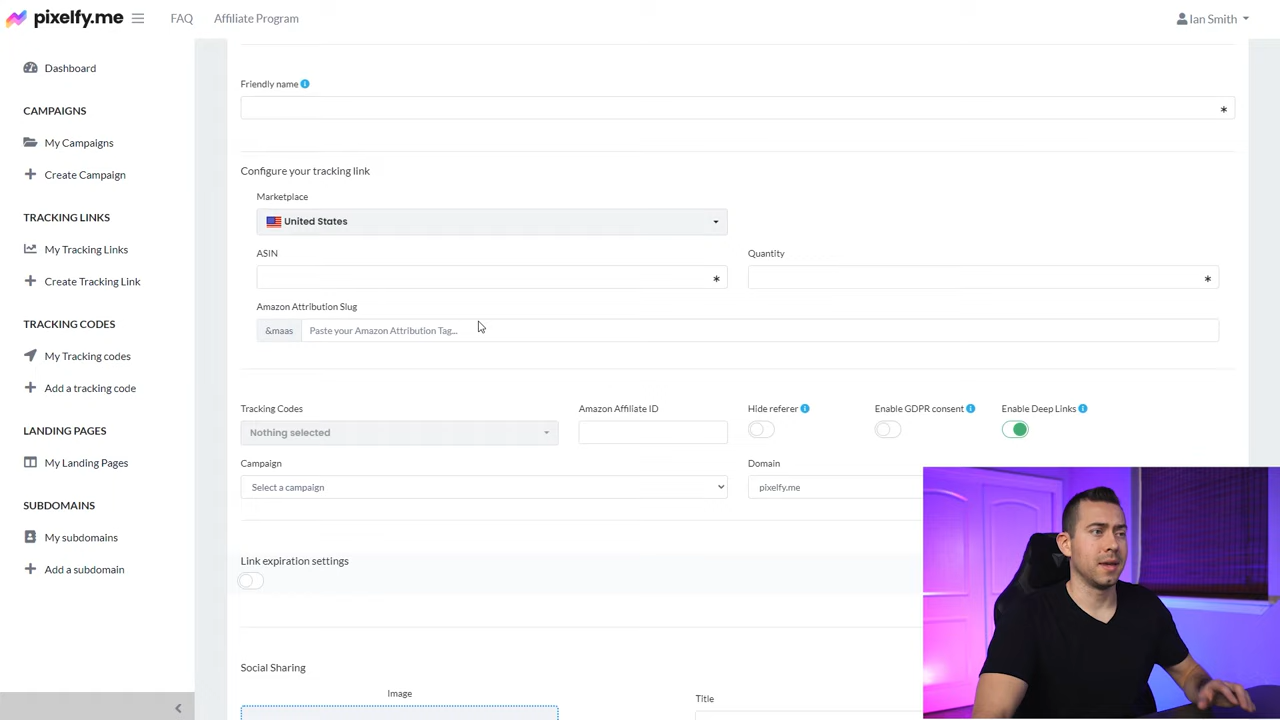 pixelfy.me
FAQ
Affiliate Program
Ian Smith
Dashboard
CAMPAIGNS
My Campaigns
Create Campaign
TRACKING LINKS
My Tracking Links
Create Tracking Link
TRACKING CODES
My Tracking codes
Add a tracking code
LANDING PAGES
My Landing Pages
SUBDOMAINS
My subdomains
Add a subdomain
Friendly name
Configure your tracking link
Marketplace
United States
ASIN
Quantity
Amazon Attribution Slug
&maas
Paste your Amazon Attribution Tag...
Tracking Codes
Amazon Affiliate ID
Hide referer
Enable GDPR consent
Enable Deep Links
Nothing selected
Campaign
Domain
Select a campaign
pixelfy.me
Link expiration settings
Social Sharing
Image
Title